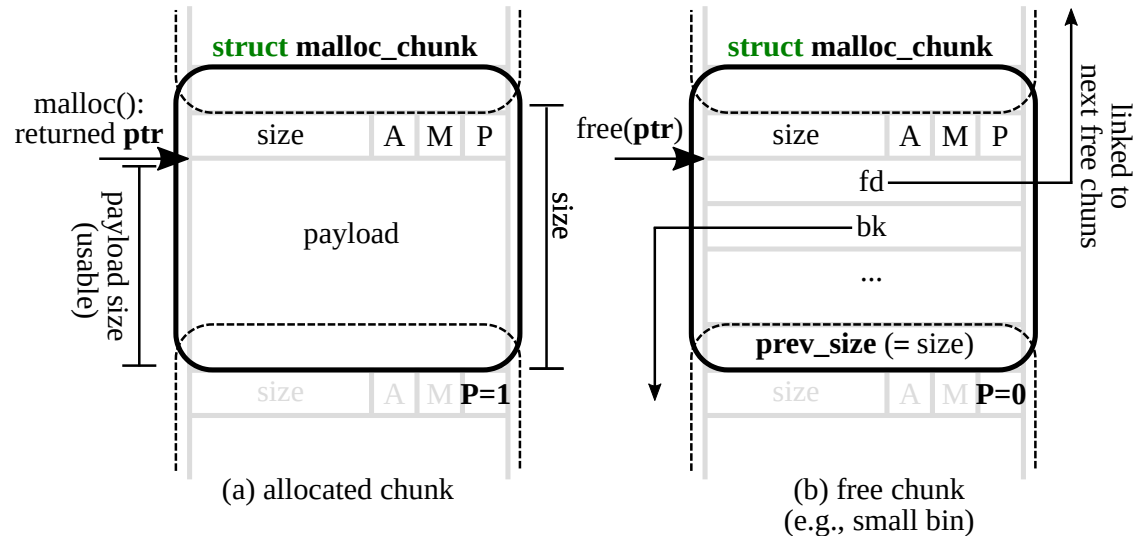 struct malloc_chunk
malloc():
returned ptr
size A M P
payload
payload size
(usable)
size
size A M P=1
(a) allocated chunk
struct malloc_chunk
free(ptr)
size A M P
fd
bk
...
prev_size (= size)
size A M P=0
linked to
next free chuns
(b) free chunk
(e.g., small bin)